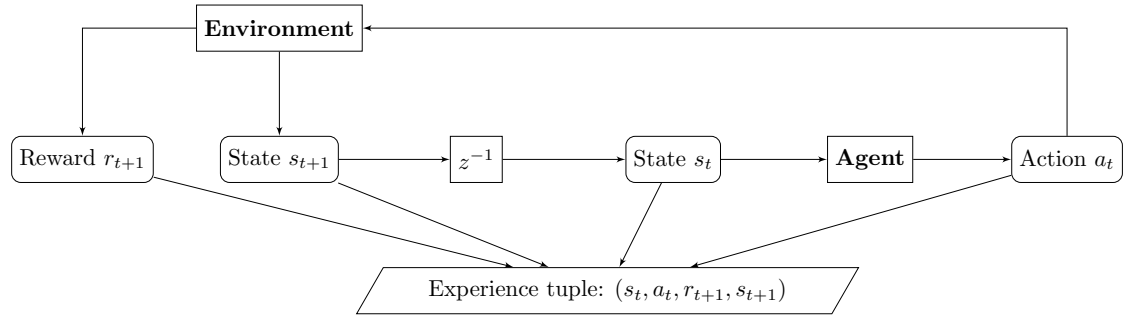 Environment
Reward $r_{t+1}$
State $s_{t+1}$
$z^{-1}$
State $s_t$
Agent
Action $a_t$
Experience tuple: $(s_t, a_t, r_{t+1}, s_{t+1})$